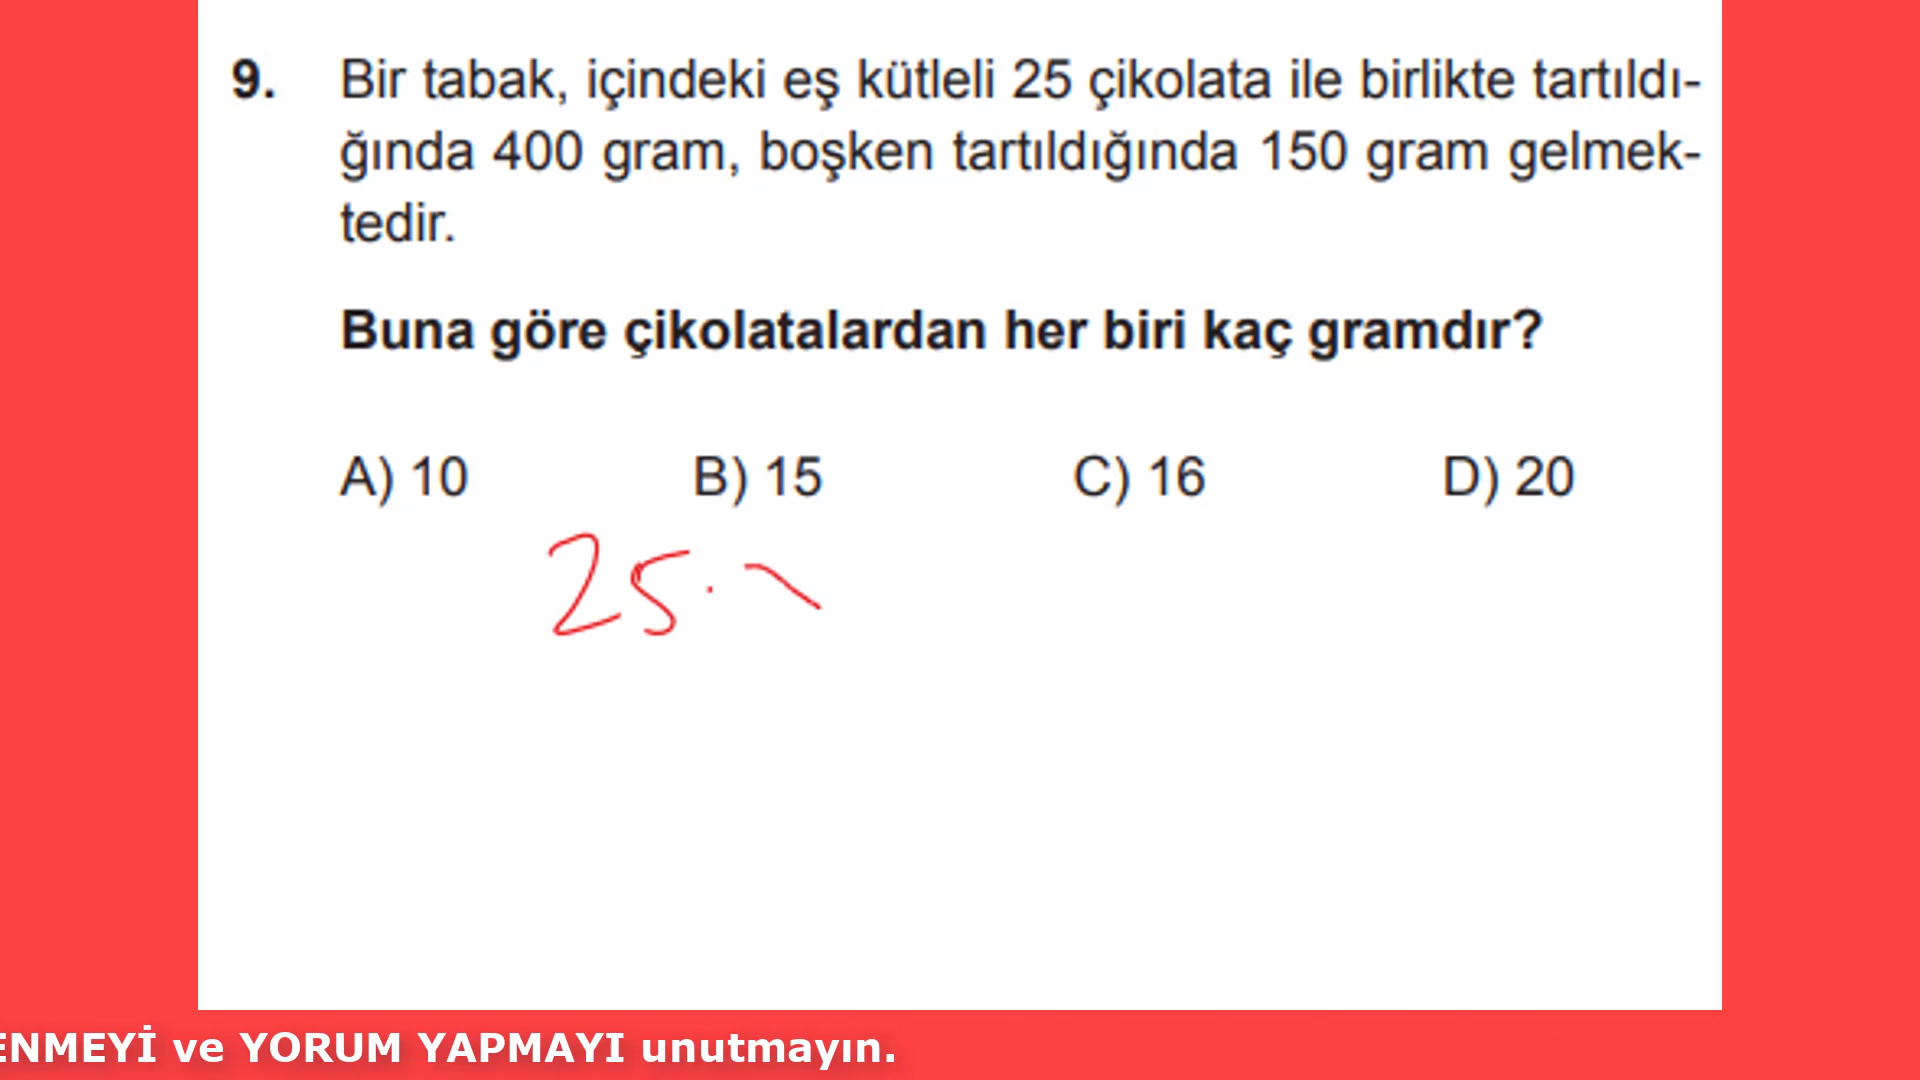 9. Bir tabak, içindeki eş kütleli 25 çikolata ile birlikte tartıldı-
ğında 400 gram, boşken tartıldığında 150 gram gelmek-
tedir.
Buna göre çikolatalardan her biri kaç gramdır?
A) 10 B) 15 C) 16 D) 20
25.
ENMEYİ ve YORUM YAPMAYI unutmayın.